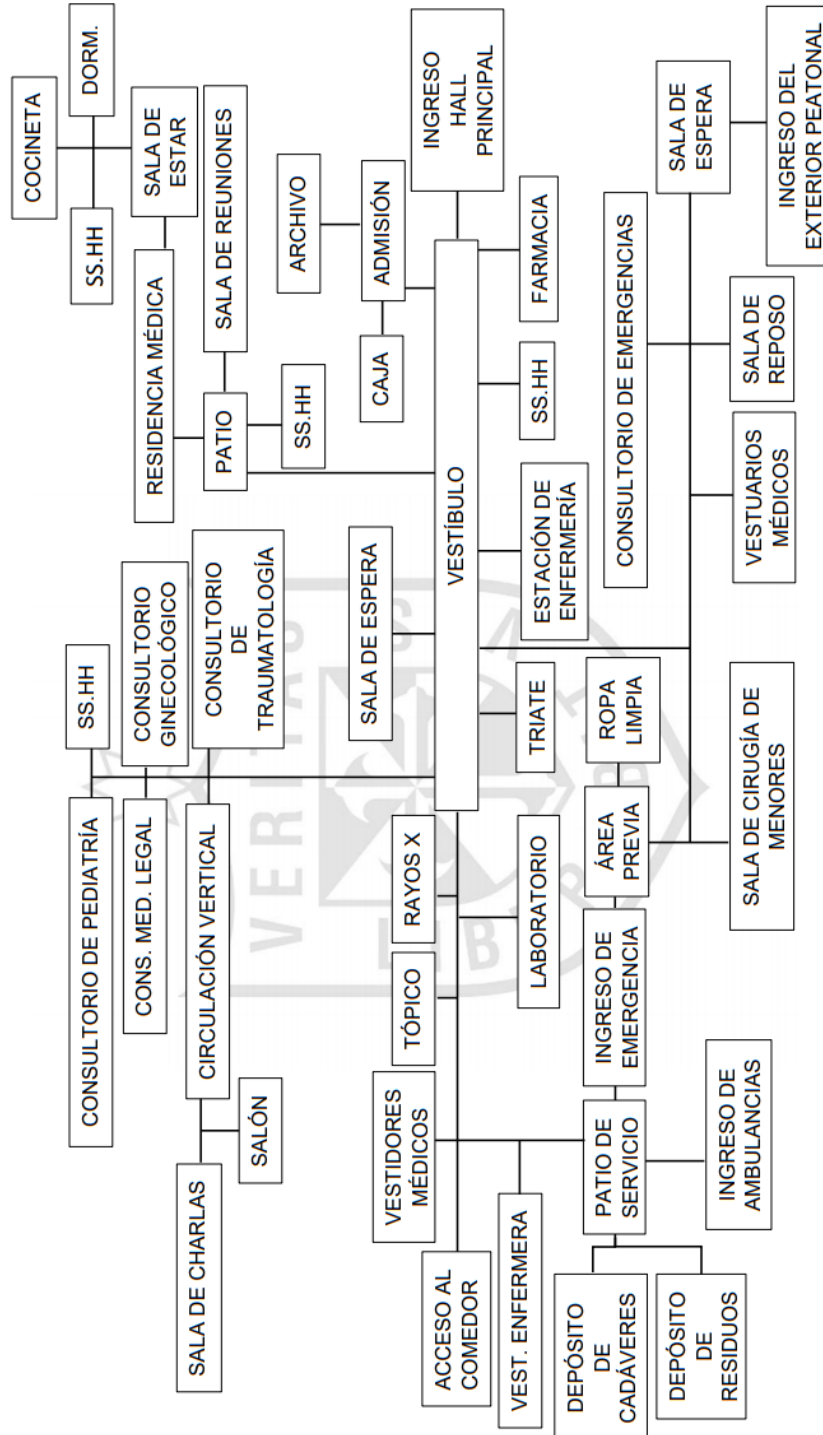 COCINETA
SS.HH
DORM.
RESIDENCIA MÉDICA
SALA DE
ESTAR
PATIO
SALA DE REUNIONES
SS.HH
ARCHIVO
CAJA
ADMISIÓN
INGRESO
HALL
PRINCIPAL
CONSULTORIO DE PEDIATRÍA
SS.HH
CONS. MED. LEGAL
CONSULTORIO
GINECOLÓGICO
CIRCULACIÓN VERTICAL
CONSULTORIO
DE
TRAUMATOLOGÍA
SALA DE CHARLAS
SALÓN
SALA DE ESPERA
VESTÍBULO
VESTIDORES
MÉDICOS
TÓPICO
RAYOS X
ACCESO AL
COMEDOR
VEST. ENFERMERA
LABORATORIO
TRIATE
ESTACIÓN DE
ENFERMERÍA
SS.HH
FARMACIA
DEPÓSITO
DE
CADÁVERES
DEPÓSITO
DE
RESIDUOS
PATIO DE
SERVICIO
INGRESO DE
EMERGENCIA
ÁREA
PREVIA
ROPA
LIMPIA
INGRESO DE
AMBULANCIAS
SALA DE CIRUGÍA DE
MENORES
CONSULTORIO DE EMERGENCIAS
VESTUARIOS
MÉDICOS
SALA DE
REPOSO
SALA DE
ESPERA
INGRESO DEL
EXTERIOR PEATONAL
VERITAS
LIBER